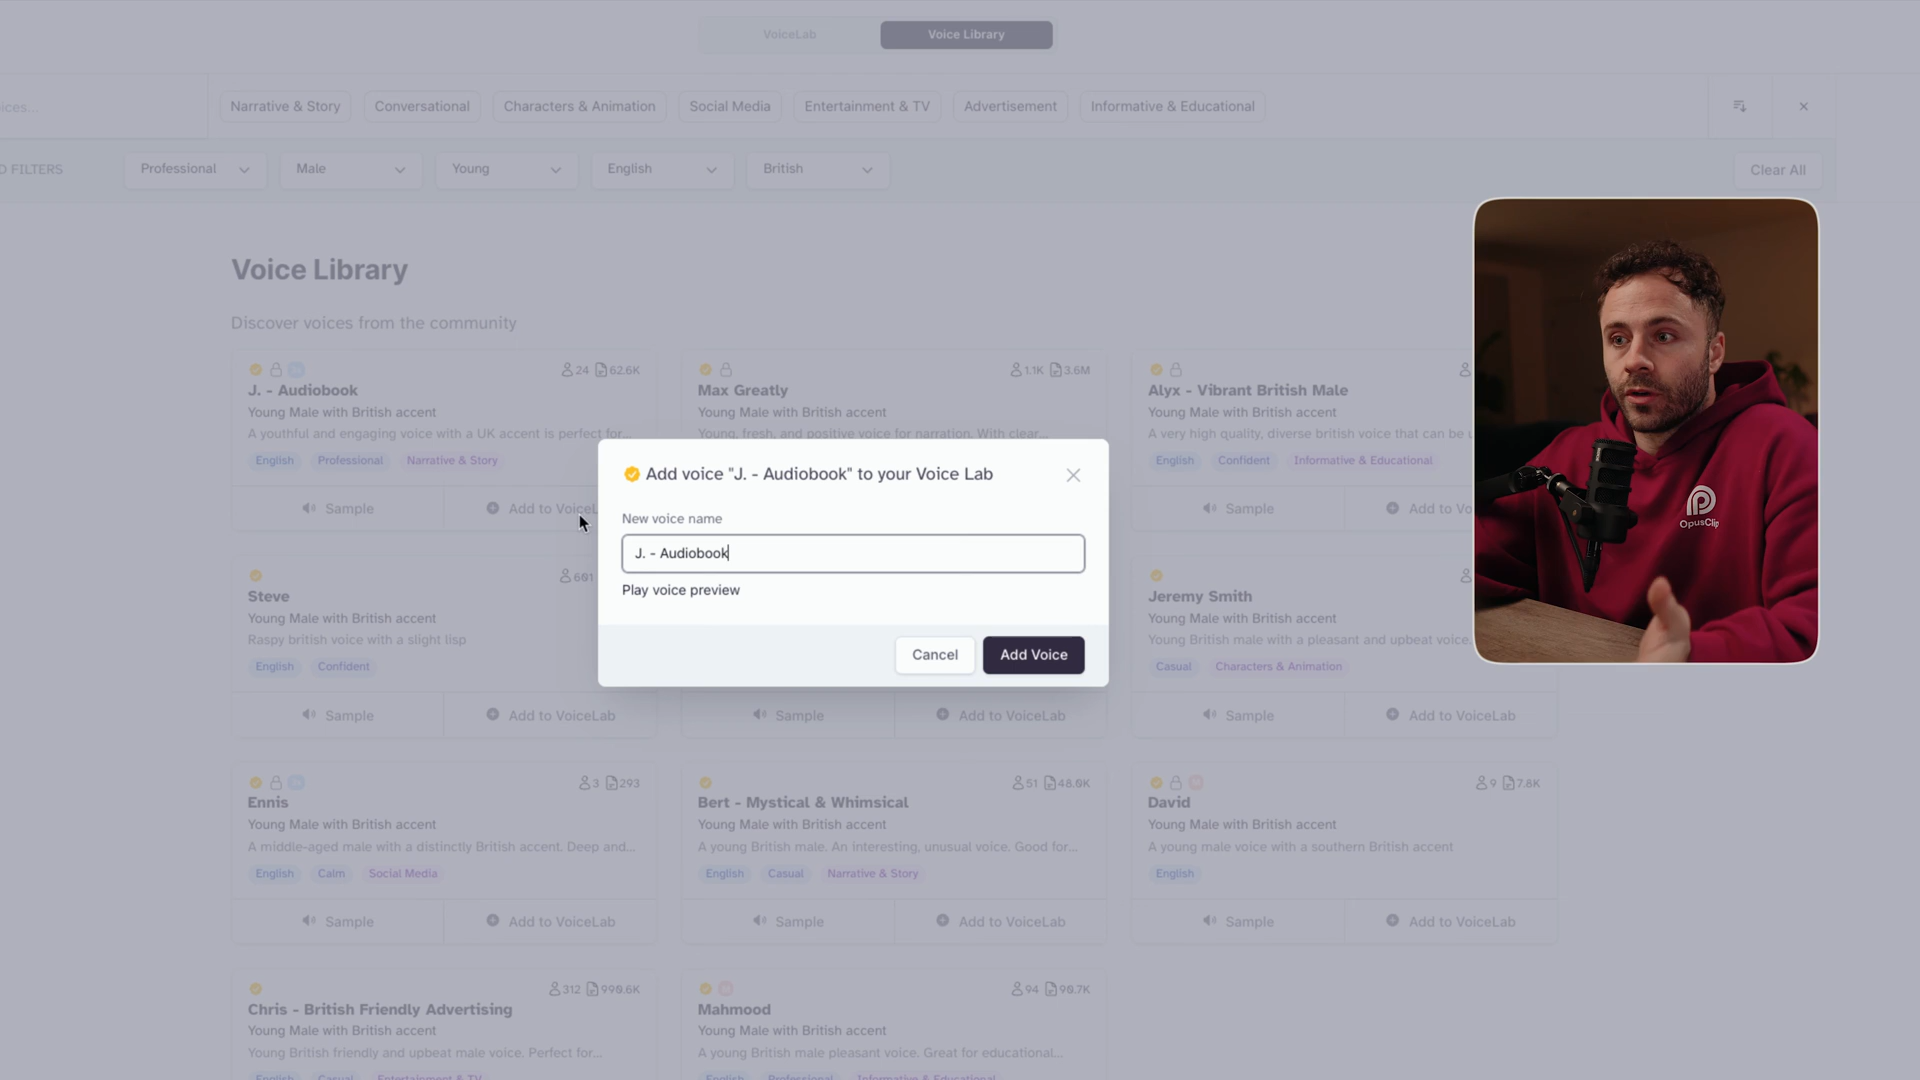 VoiceLab
Voice Library
ices...
Narrative & Story
Conversational
Characters & Animation
Social Media
Entertainment & TV
Advertisement
Informative & Educational
D FILTERS
Professional
Male
Young
English
British
Clear All
Voice Library
Discover voices from the community
24 62.6K
J. - Audiobook
Young Male with British accent
A youthful and engaging voice with a UK accent is perfect for...
English Professional Narrative & Story
Sample
Add to VoiceL
1.1K 3.6M
Max Greatly
Young Male with British accent
Young, fresh, and positive voice for narration. With clear...
Alyx - Vibrant British Male
Young Male with British accent
A very high quality, diverse british voice that can be u
English Confident Informative & Educational
Sample
Add to Vo
Add voice "J. - Audiobook" to your Voice Lab
New voice name
J. - Audiobook
Play voice preview
Cancel
Add Voice
OpusClip
601
Steve
Young Male with British accent
Raspy british voice with a slight lisp
English Confident
Sample
Add to VoiceLab
Sample
Add to VoiceLab
Jeremy Smith
Young Male with British accent
Young British male with a pleasant and upbeat voice.
Casual Characters & Animation
Sample
Add to VoiceLab
3 293
Ennis
Young Male with British accent
A middle-aged male with a distinctly British accent. Deep and...
English Calm Social Media
Sample
Add to VoiceLab
51 48.0K
Bert - Mystical & Whimsical
Young Male with British accent
A young British male. An interesting, unusual voice. Good for...
English Casual Narrative & Story
Sample
Add to VoiceLab
9 7.8K
David
Young Male with British accent
A young male voice with a southern British accent
English
Sample
Add to VoiceLab
312 990.6K
Chris - British Friendly Advertising
Young Male with British accent
Young British friendly and upbeat male voice. Perfect for...
English Casual Entertainment & TV
94 90.7K
Mahmood
Young Male with British accent
A young British male pleasant voice. Great for educational...
English Professional Informative & Educational